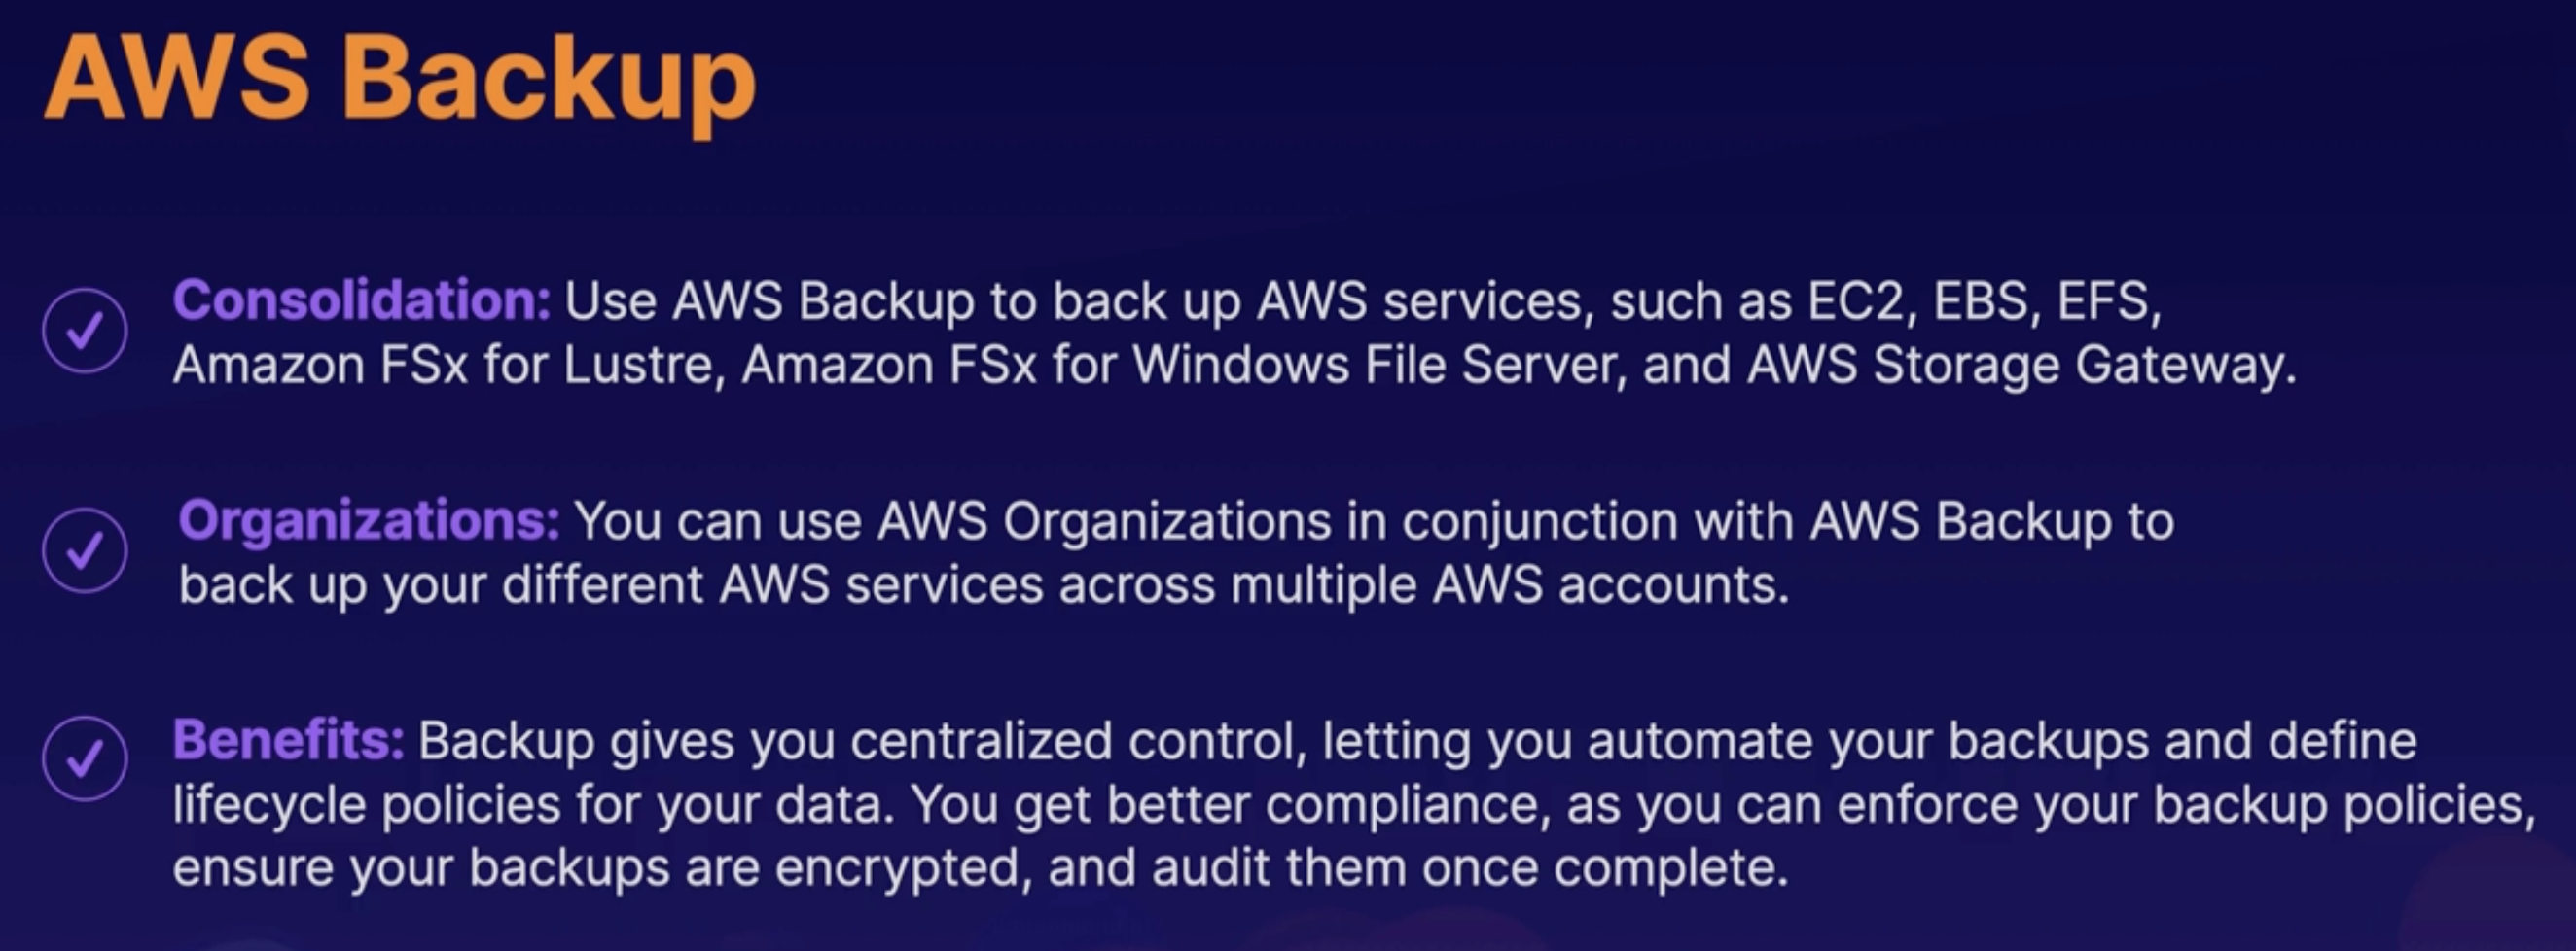 AWS Backup
Consolidation: Use AWS Backup to back up AWS services, such as EC2, EBS, EFS,
Amazon FSx for Lustre, Amazon FSx for Windows File Server, and AWS Storage Gateway.
Organizations: You can use AWS Organizations in conjunction with AWS Backup to
back up your different AWS services across multiple AWS accounts.
Benefits: Backup gives you centralized control, letting you automate your backups and define
lifecycle policies for your data. You get better compliance, as you can enforce your backup policies,
ensure your backups are encrypted, and audit them once complete.